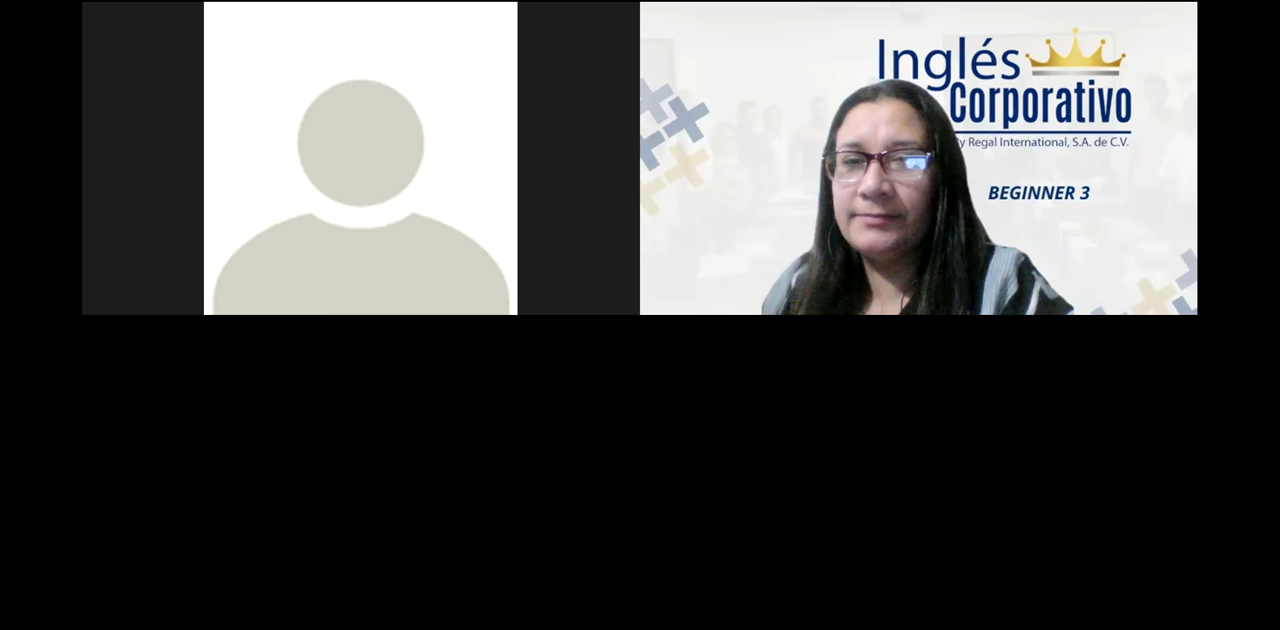 Inglés
Corporativo
Regal International, S.A. de C.V.
BEGINNER 3